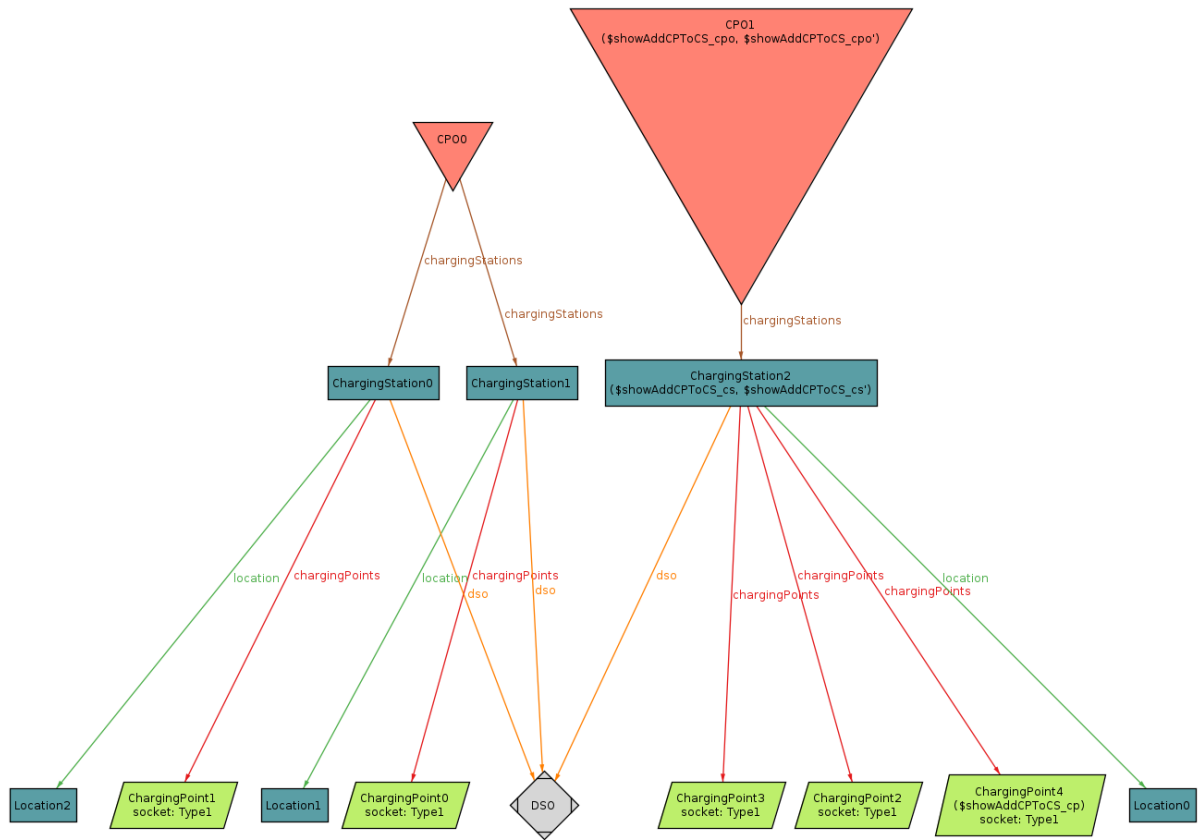 CPO1
($showAddCPToCS_cpo, $showAddCPToCS_cpo')
CPO0
chargingStations
chargingStations
chargingStations
ChargingStation0
ChargingStation1
ChargingStation2
($showAddCPToCS_cs, $showAddCPToCS_cs')
location
chargingPoints
location
dso
chargingPoints
dso
dso
chargingPoints
chargingPoints
chargingPoints
location
Location2
ChargingPoint1
socket: Type1
Location1
ChargingPoint0
socket: Type1
DSO
ChargingPoint3
socket: Type1
ChargingPoint2
socket: Type1
ChargingPoint4
($showAddCPToCS_cp)
socket: Type1
Location0